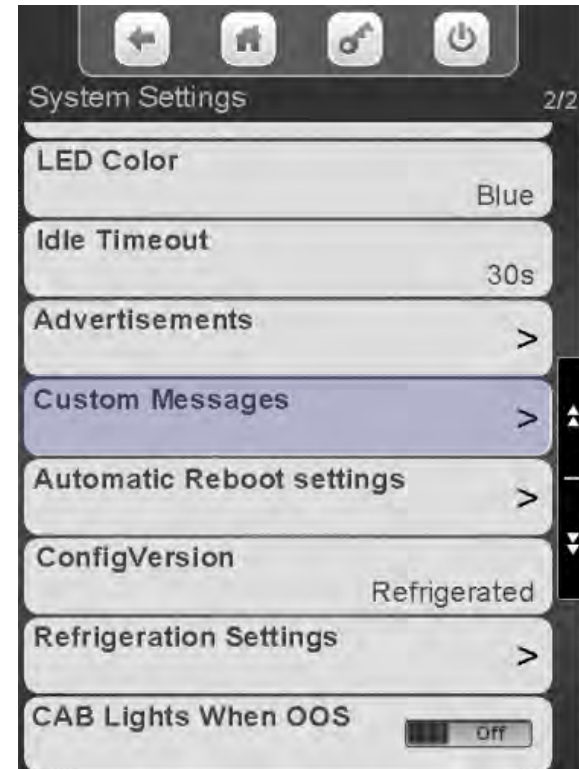 System Settings 2/2
LED Color
Blue
Idle Timeout
30s
Advertisements
>
Custom Messages
>
Automatic Reboot settings
>
ConfigVersion
Refrigerated
Refrigeration Settings
>
CAB Lights When OOS
Off